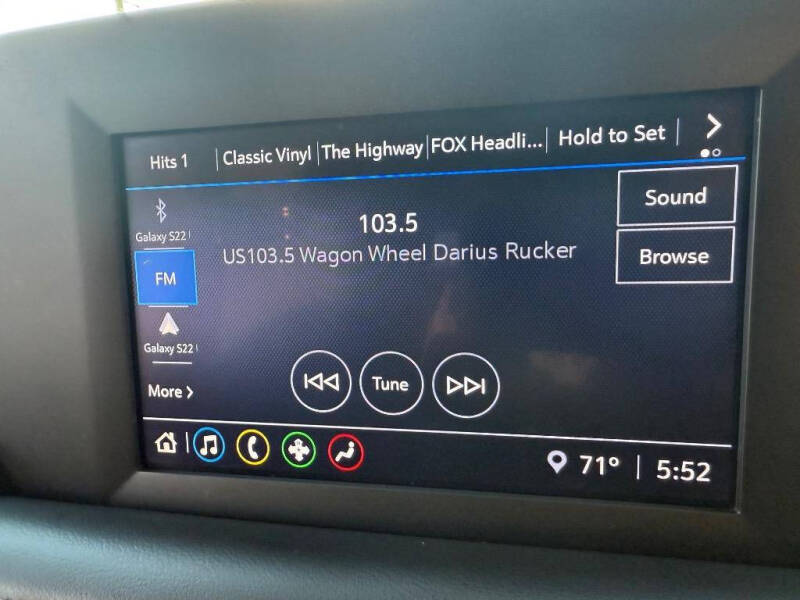 Hits 1 Classic Vinyl The Highway FOX Headli... Hold to Set
Galaxy S22
FM
Galaxy S22
More
103.5
US103.5 Wagon Wheel Darius Rucker
Sound
Browse
Tune
71° 5:52